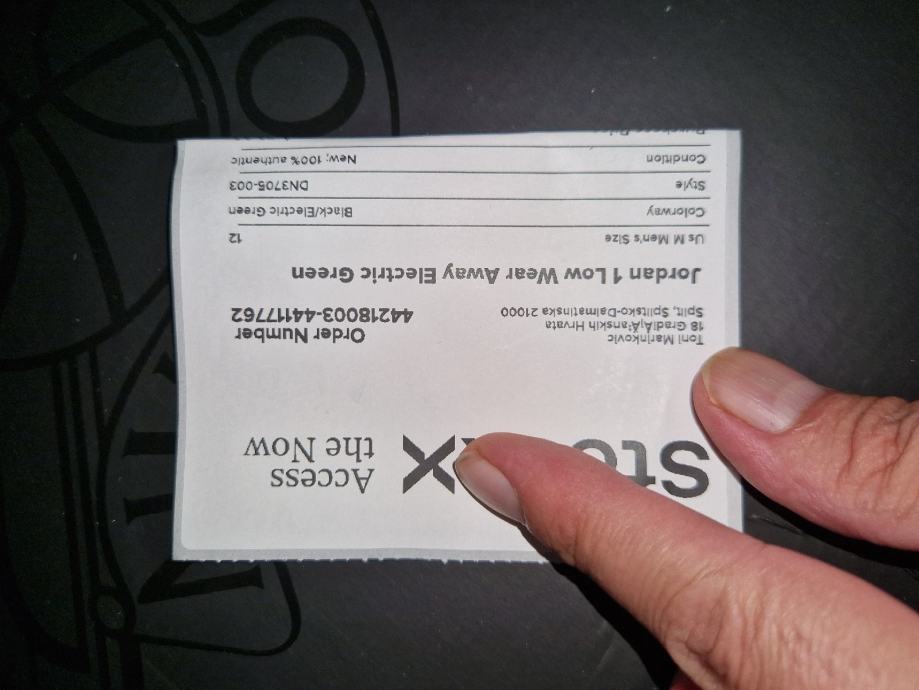 St X
Access
the Now
Toni Marinkovic
18 GradiÅ¡Ä‡anskih Hrvata
Split, Splitsko-Dalmatinska 21000
Order Number
44218003-44117762
Jordan 1 Low Wear Away Electric Green
Us M Men's Size 12
Colorway Black/Electric Green
Style DN3705-003
Condition New; 100% authentic